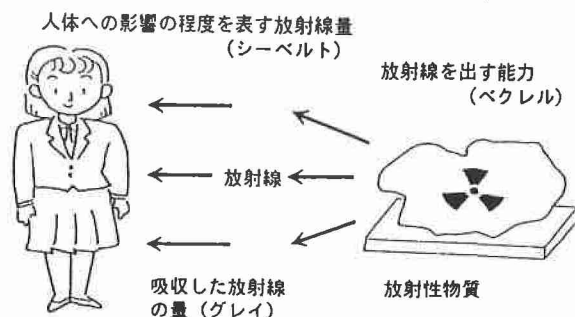 人体への影響の程度を表す放射線量
(シーベルト)
放射線を出す能力
(ベクレル)
放射線
吸収した放射線
の量(グレイ)
放射性物質